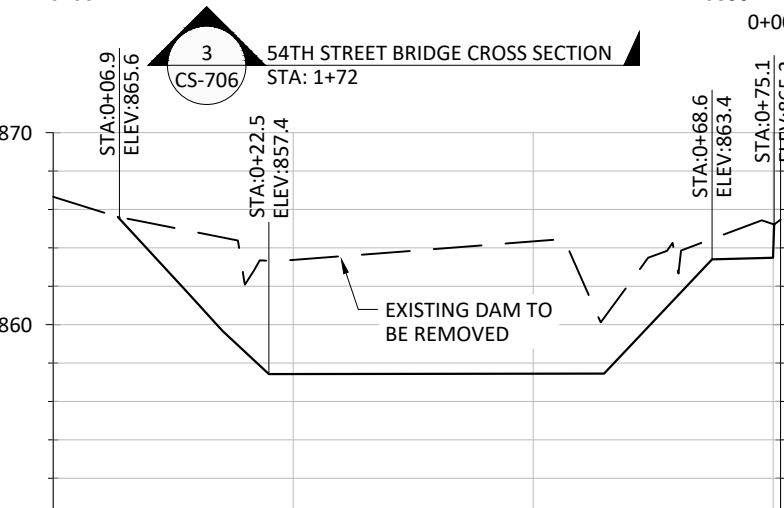 3
CS-706
54TH STREET BRIDGE CROSS SECTION
STA: 1+72
STA:0+06.9
ELEV:865.6
STA:0+22.5
ELEV:857.4
STA:0+68.6
ELEV:863.4
STA:0+75.1
870
860
EXISTING DAM TO
BE REMOVED